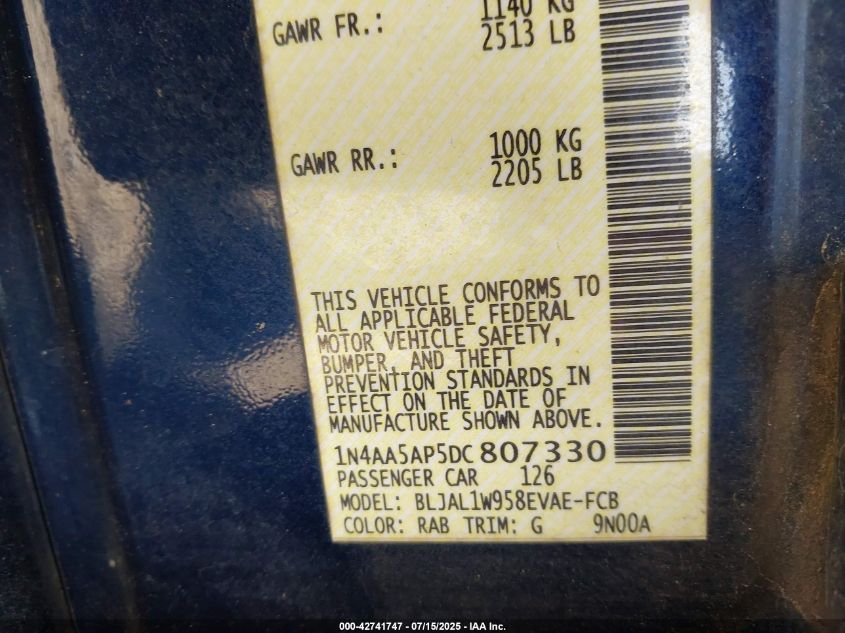 1140 KG
GAWR FR.: 2513 LB
1000 KG
GAWR RR.: 2205 LB
THIS VEHICLE CONFORMS TO
ALL APPLICABLE FEDERAL
MOTOR VEHICLE SAFETY,
BUMPER, AND THEFT
PREVENTION STANDARDS IN
EFFECT ON THE DATE OF
MANUFACTURE SHOWN ABOVE.
1N4AA5AP5DC807330
PASSENGER CAR 126
MODEL: BLJAL1W958EVAE-FCB
COLOR: RAB TRIM: G 9N00A
000-42741747 / 07/15/2025 - IAA Inc.